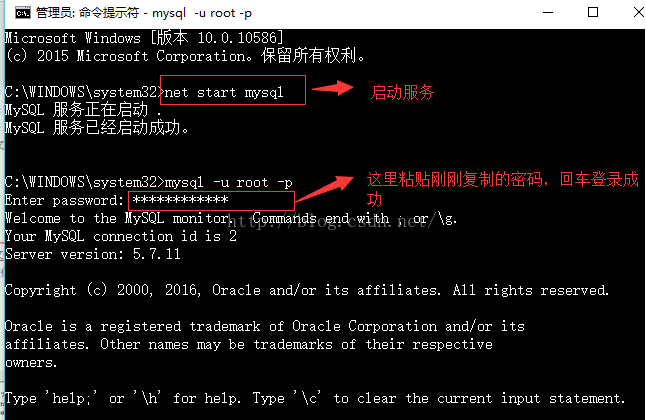 管理员: 命令提示符 - mysql -u root -p
Microsoft Windows [版本 10.0.10586]
(c) 2015 Microsoft Corporation。保留所有权利。
C:\WINDOWS\system32>net start mysql
启动服务
MySQL 服务正在启动 .
MySQL 服务已经启动成功。
C:\WINDOWS\system32>mysql -u root -p
这里粘贴刚刚复制的密码，回车登录成
功
Enter password: ************
Welcome to the MySQL monitor.  Commands end with ; or \g.
http://blog.csdn.net/
Your MySQL connection id is 2
Server version: 5.7.11
Copyright (c) 2000, 2016, Oracle and/or its affiliates. All rights reserved.
Oracle is a registered trademark of Oracle Corporation and/or its
affiliates. Other names may be trademarks of their respective
owners.
Type 'help;' or '\h' for help. Type '\c' to clear the current input statement.